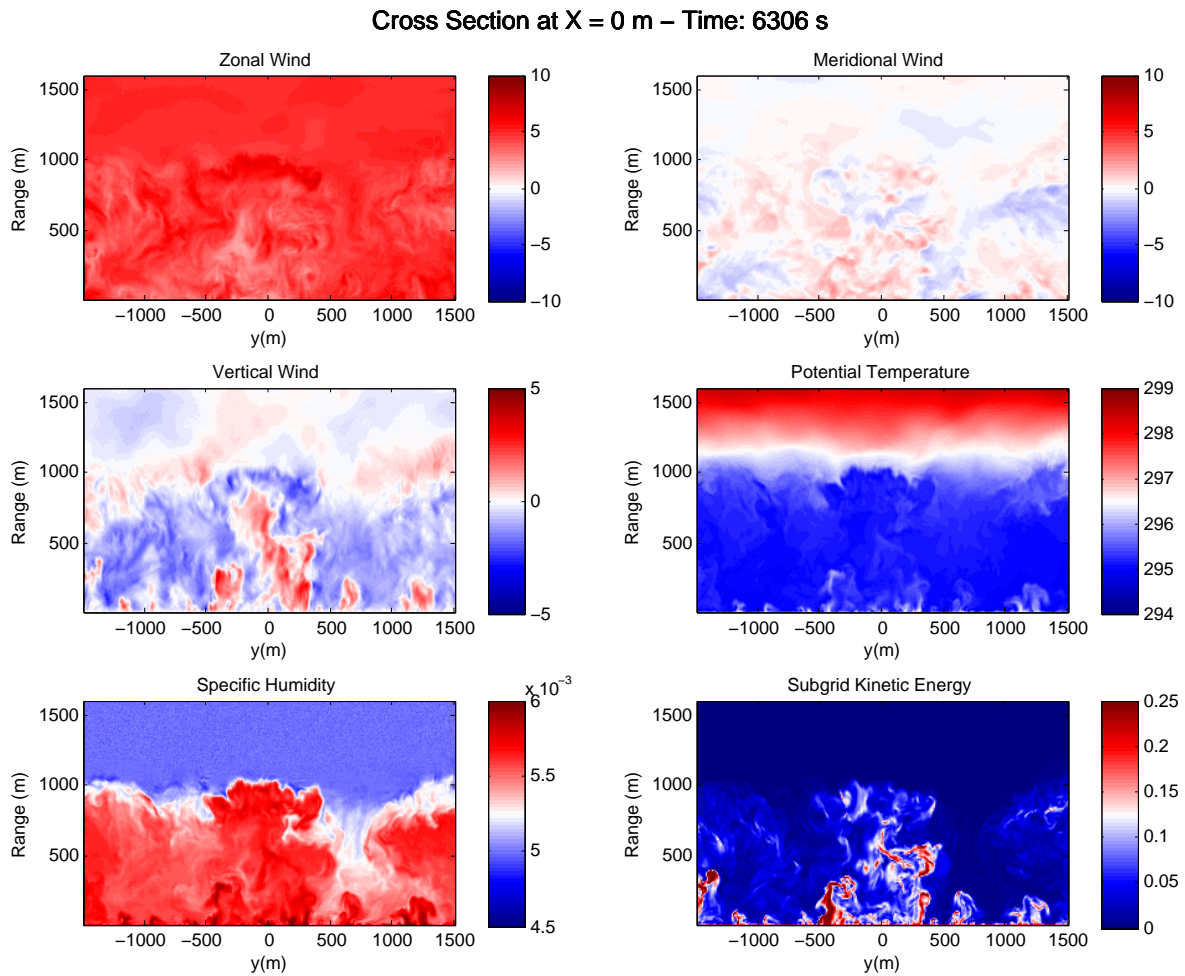 Cross Section at X = 0 m − Time: 6306 s
Zonal Wind
Range (m)
1500
1000
500
−1000 −500 0 500 1000 1500
y(m)
10
5
0
−5
−10
Meridional Wind
Range (m)
1500
1000
500
−1000 −500 0 500 1000 1500
y(m)
10
5
0
−5
−10
Vertical Wind
Range (m)
1500
1000
500
−1000 −500 0 500 1000 1500
y(m)
5
0
−5
Potential Temperature
Range (m)
1500
1000
500
−1000 −500 0 500 1000 1500
y(m)
299
298
297
296
295
294
Specific Humidity
Range (m)
1500
1000
500
−1000 −500 0 500 1000 1500
y(m)
x 10−3
6
5.5
5
4.5
Subgrid Kinetic Energy
Range (m)
1500
1000
500
−1000 −500 0 500 1000 1500
y(m)
0.25
0.2
0.15
0.1
0.05
0